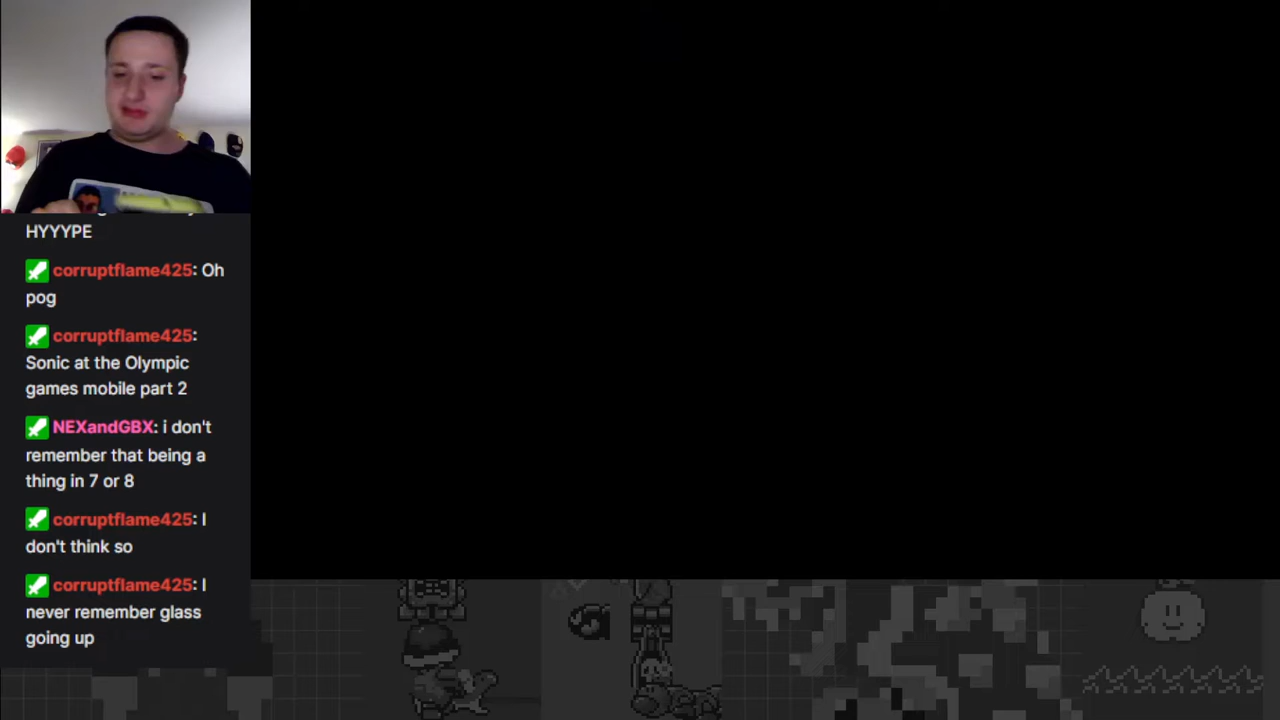 HYYYPE
corruptflame425: Oh
pog
corruptflame425:
Sonic at the Olympic
games mobile part 2
NEXandGBX: i don't
remember that being a
thing in 7 or 8
corruptflame425: I
don't think so
corruptflame425: I
never remember glass
going up